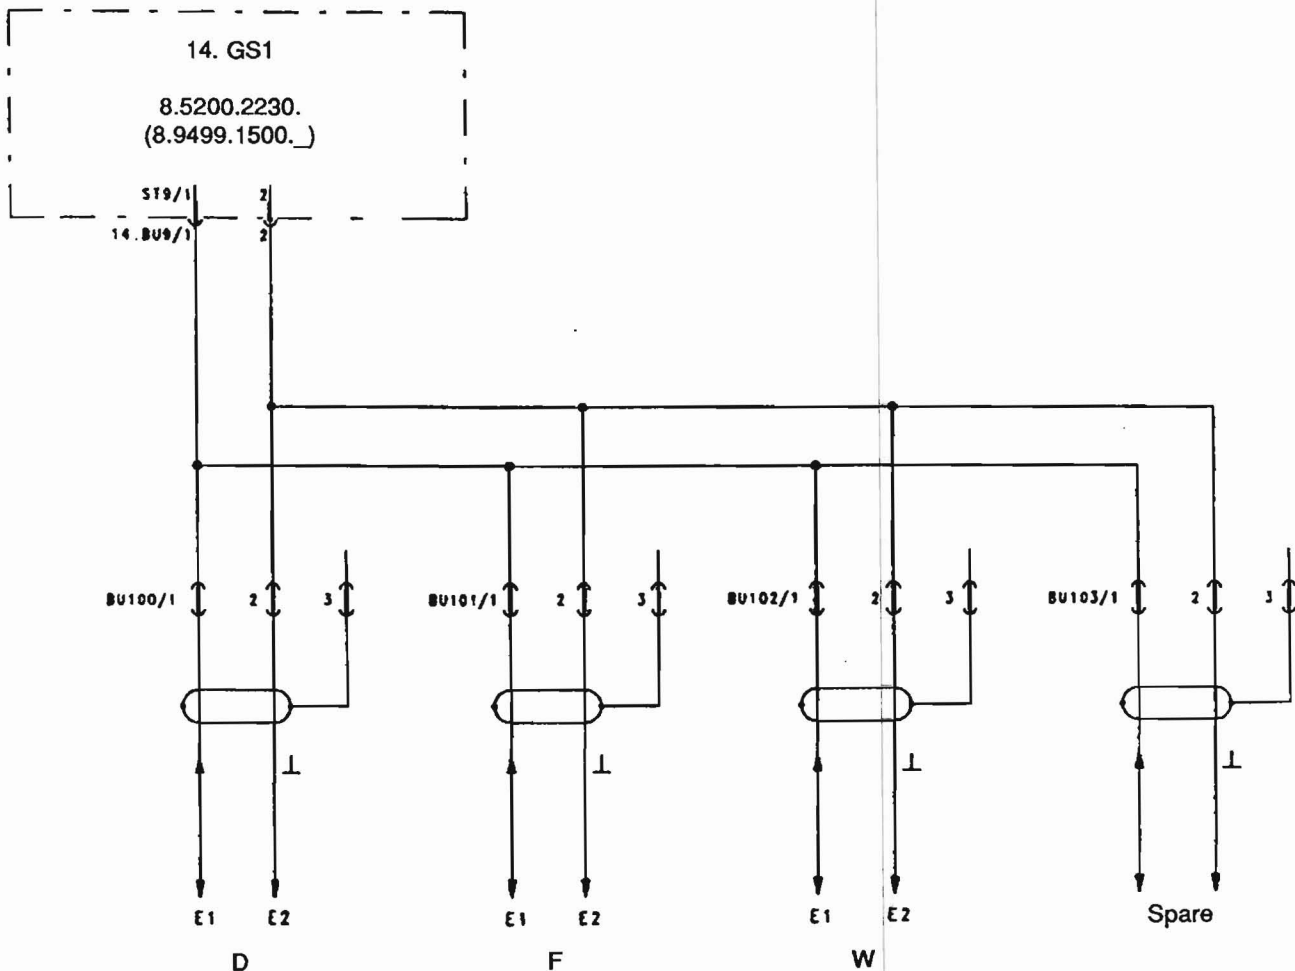 14. GS1
8.5200.2230.
(8.9499.1500._)
ST9/1 2
14.BU9/1 2
BU100/1 2 3 BU101/1 2 3 BU102/1 2 3 BU103/1 2 3
⊥ ⊥ ⊥ ⊥
E1 E2 E1 E2 E1 E2 Spare
D F W